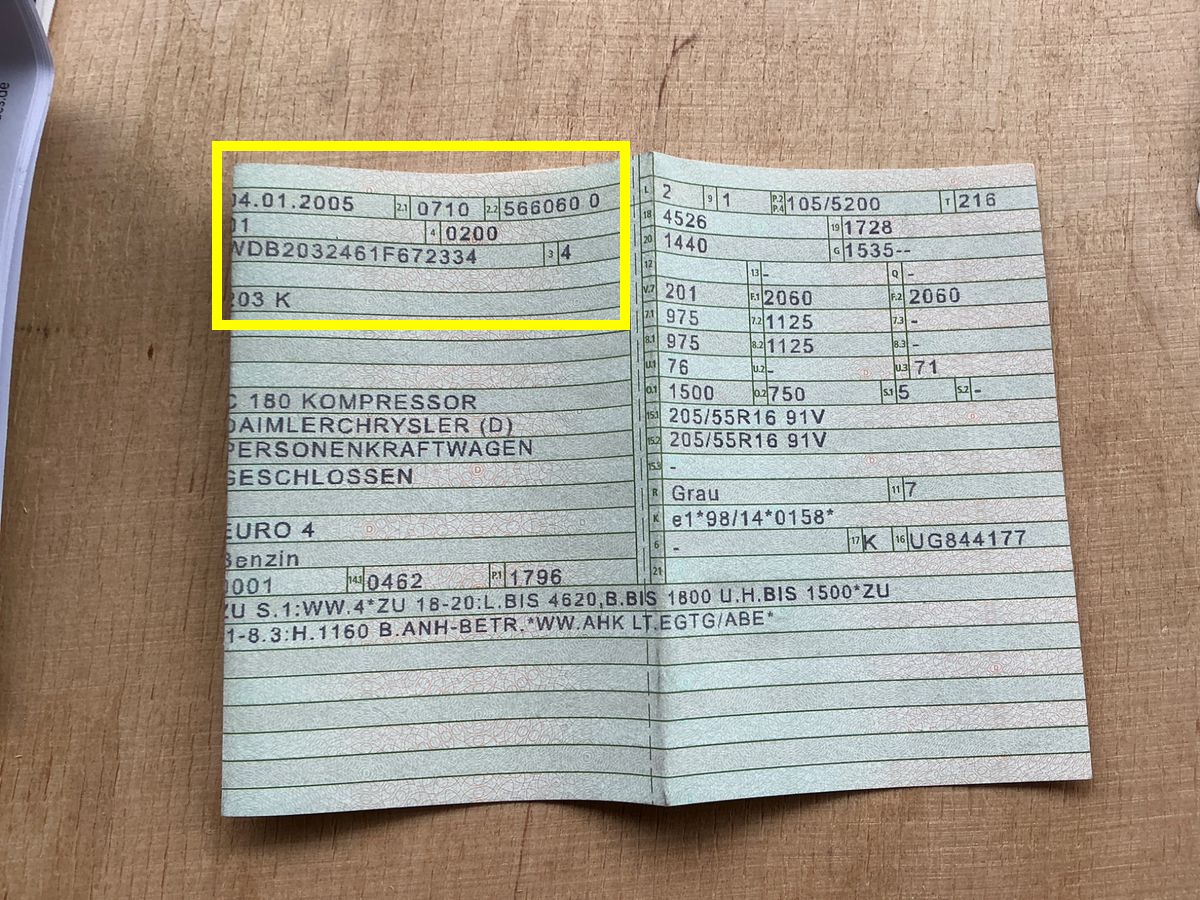 04.01.2005 2.1 0710 2.2 566060 0
01 4 0200
WDB2032461F672334 3 4
203 K
C 180 KOMPRESSOR
DAIMLERCHRYSLER (D)
PERSONENKRAFTWAGEN
GESCHLOSSEN
EURO 4
Benzin
0001 14.1 0462 P.1 1796
L 2 9 1 P.2 P.4 105/5200 T 216
18 4526 19 1728
20 1440 G 1535--
12 13 - Q -
V.7 201 F.1 2060 F.2 2060
7.1 975 7.2 1125 7.3 -
8.1 975 8.2 1125 8.3 -
U.1 76 U.2 - U.3 71
O.1 1500 O.2 750 S.1 5 S.2 -
15.1 205/55R16 91V
15.2 205/55R16 91V
15.3 -
R Grau 11 7
K e1*98/14*0158*
6 - 17 K 16 UG844177
21
ZU S.1:WW.4*ZU 18-20:L.BIS 4620,B.BIS 1800 U.H.BIS 1500*ZU
1-8.3:H.1160 B.ANH-BETR.*WW.AHK LT.EGTG/ABE*